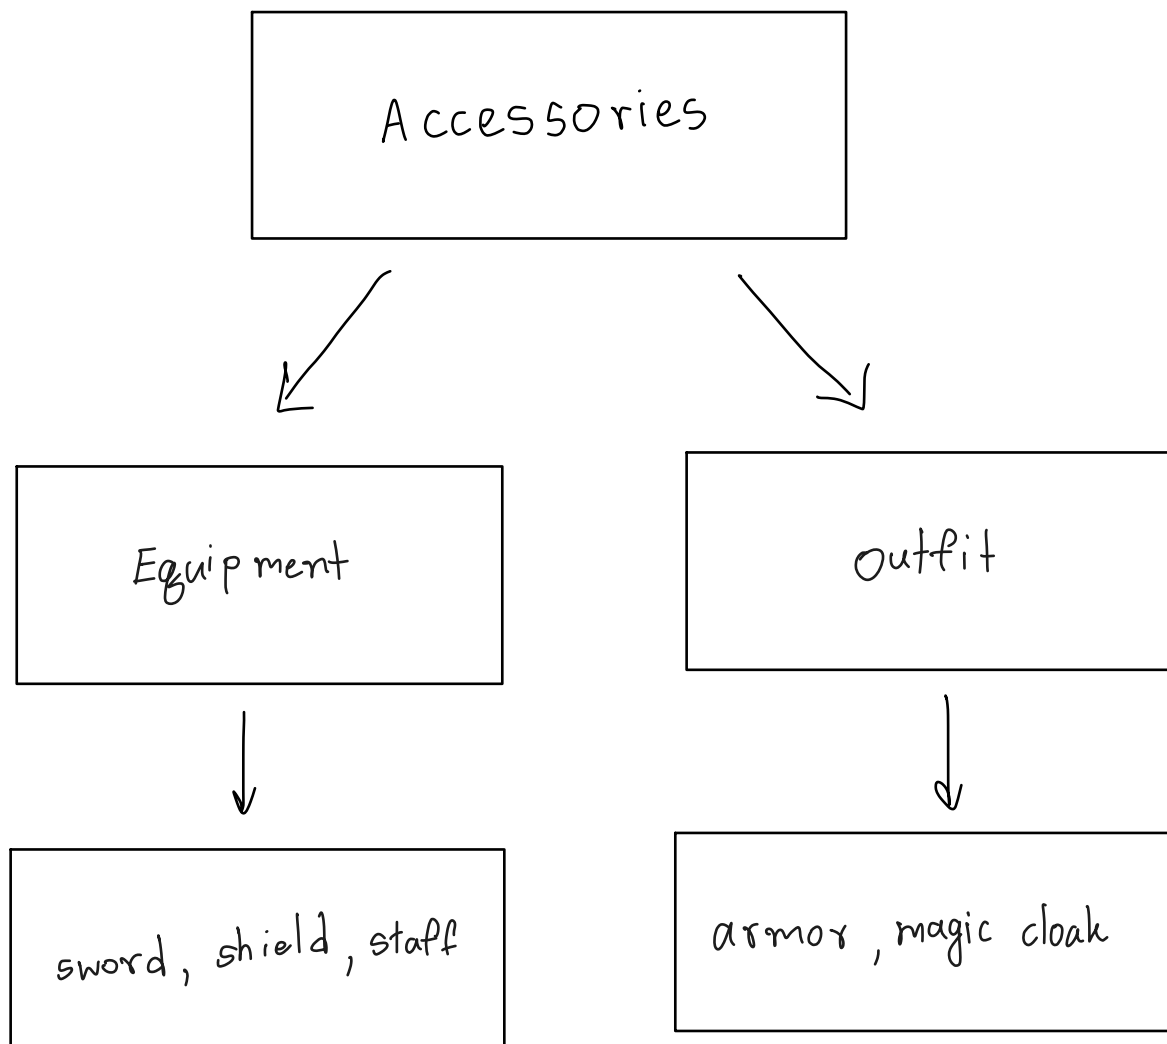 Accessories
Equipment
outfit
sword, shield, staff
armor, magic cloak